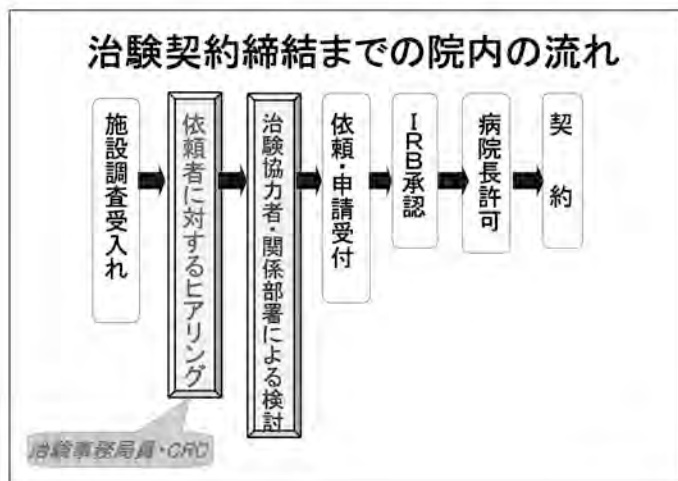 治験契約締結までの院内の流れ
施設調査受入れ
依頼者に対するヒアリング
治験協力者・関係部署による検討
依頼・申請受付
IRB承認
病院長許可
契約
治験事務局員・CRC